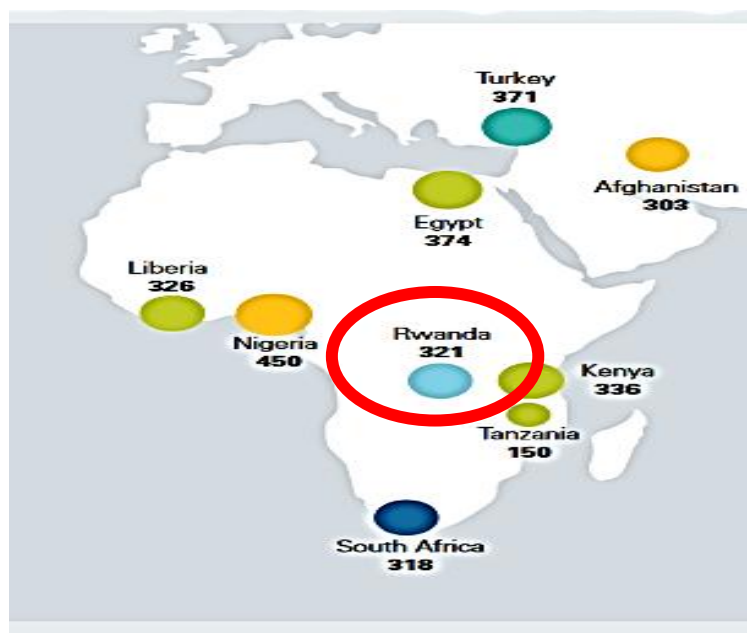 Turkey
371
Afghanistan
303
Egypt
374
Liberia
326
Nigeria
450
Rwanda
321
Kenya
336
Tanzania
150
South Africa
318